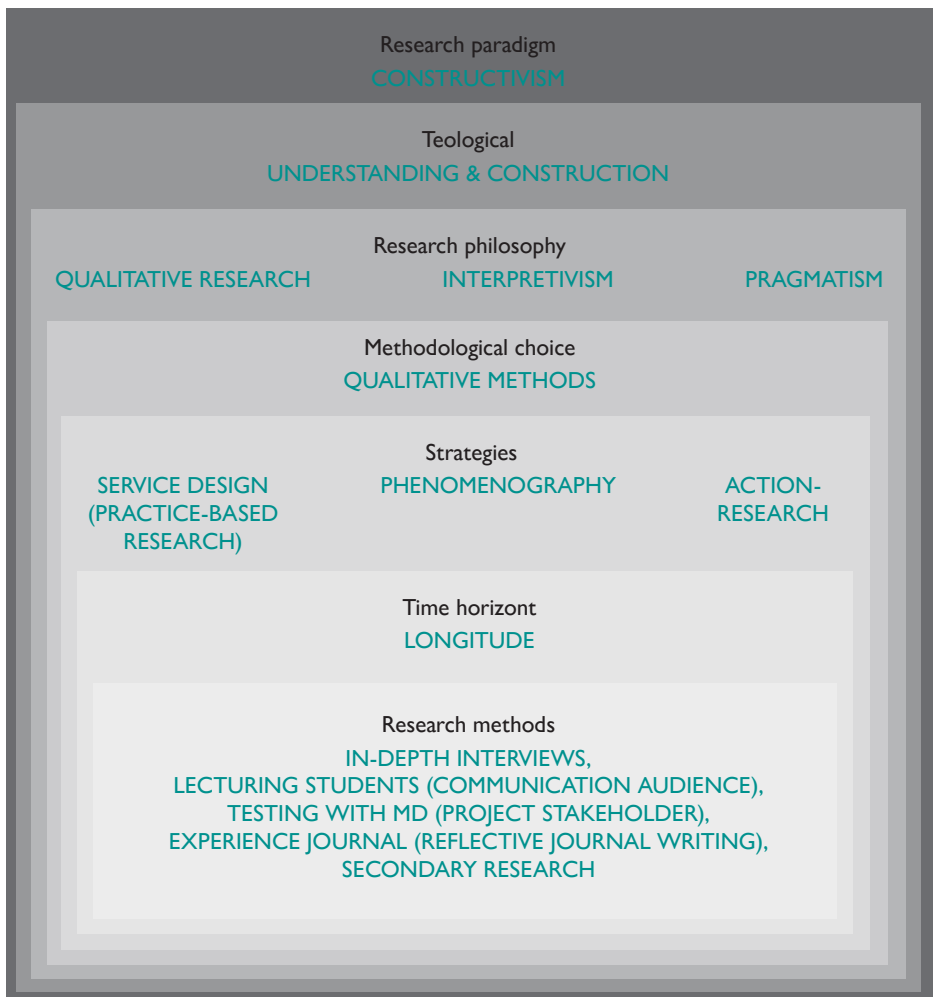 Research paradigm
CONSTRUCTIVISM
Teological
UNDERSTANDING & CONSTRUCTION
Research philosophy
QUALITATIVE RESEARCH INTERPRETIVISM PRAGMATISM
Methodological choice
QUALITATIVE METHODS
Strategies
SERVICE DESIGN PHENOMENOGRAPHY ACTION-
(PRACTICE-BASED RESEARCH
RESEARCH)
Time horizont
LONGITUDE
Research methods
IN-DEPTH INTERVIEWS,
LECTURING STUDENTS (COMMUNICATION AUDIENCE),
TESTING WITH MD (PROJECT STAKEHOLDER),
EXPERIENCE JOURNAL (REFLECTIVE JOURNAL WRITING),
SECONDARY RESEARCH